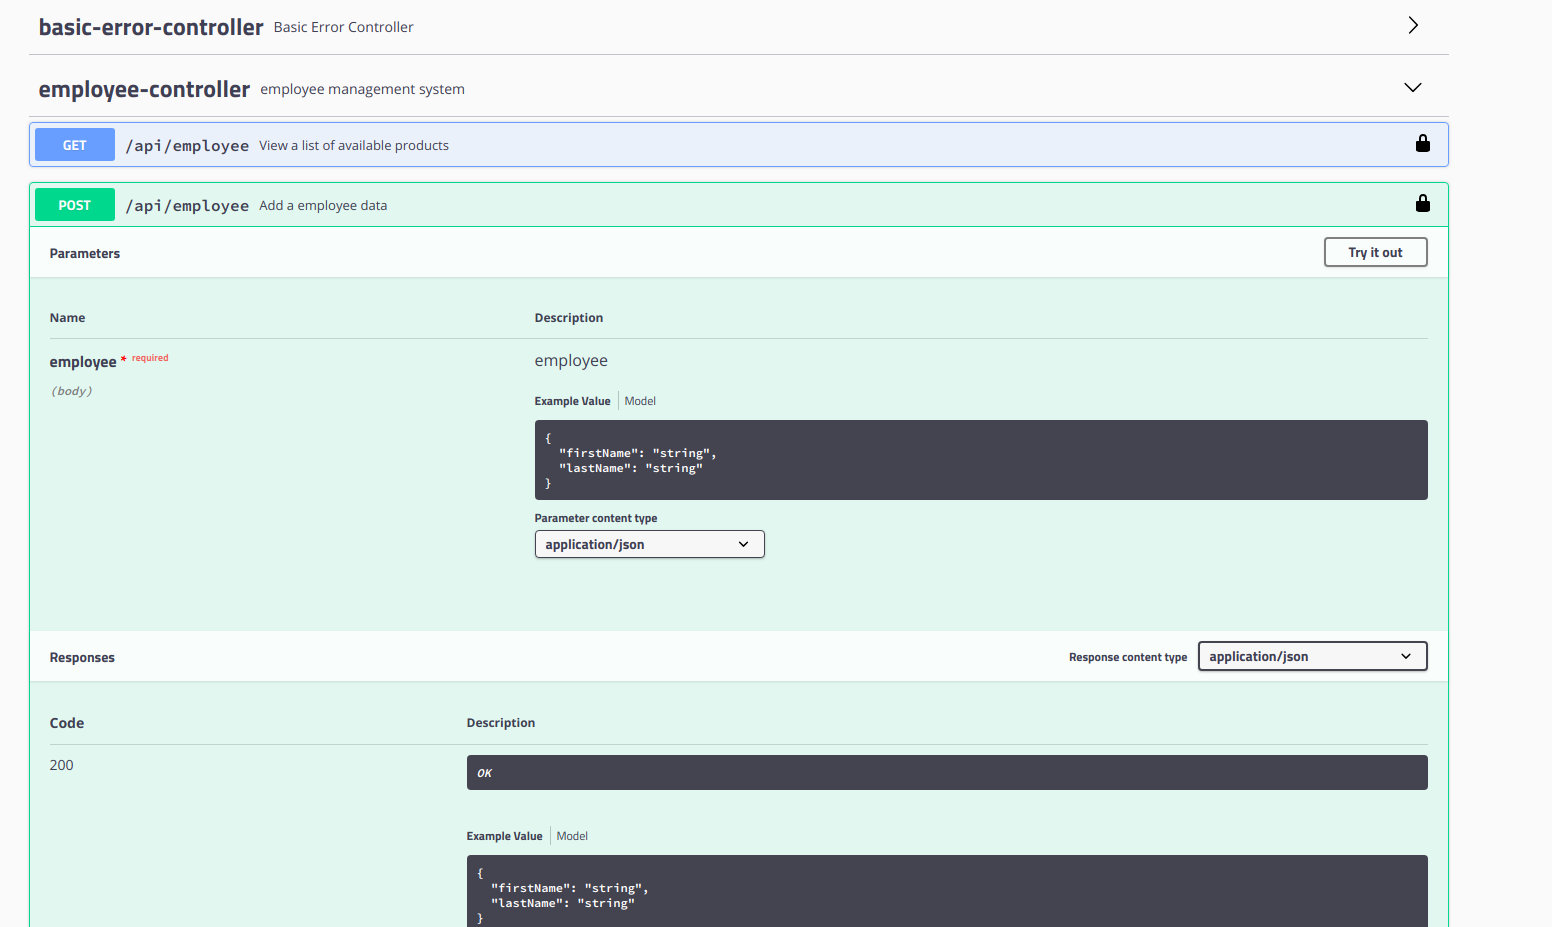 basic-error-controller Basic Error Controller
employee-controller employee management system
GET /api/employee View a list of available products
POST /api/employee Add a employee data
Parameters Try it out
Name Description
employee * required employee
(body)
Example Value Model
{
"firstName": "string",
"lastName": "string"
}
Parameter content type
application/json
Responses Response content type application/json
Code Description
200 OK
Example Value Model
{
"firstName": "string",
"lastName": "string"
}